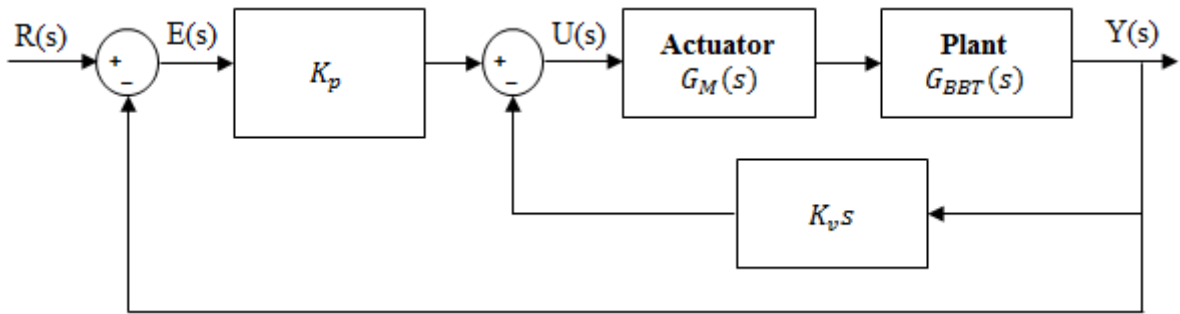 R(s)
+
−
E(s)
K_p
+
−
U(s)
Actuator
G_M(s)
Plant
G_BBT(s)
Y(s)
K_v s